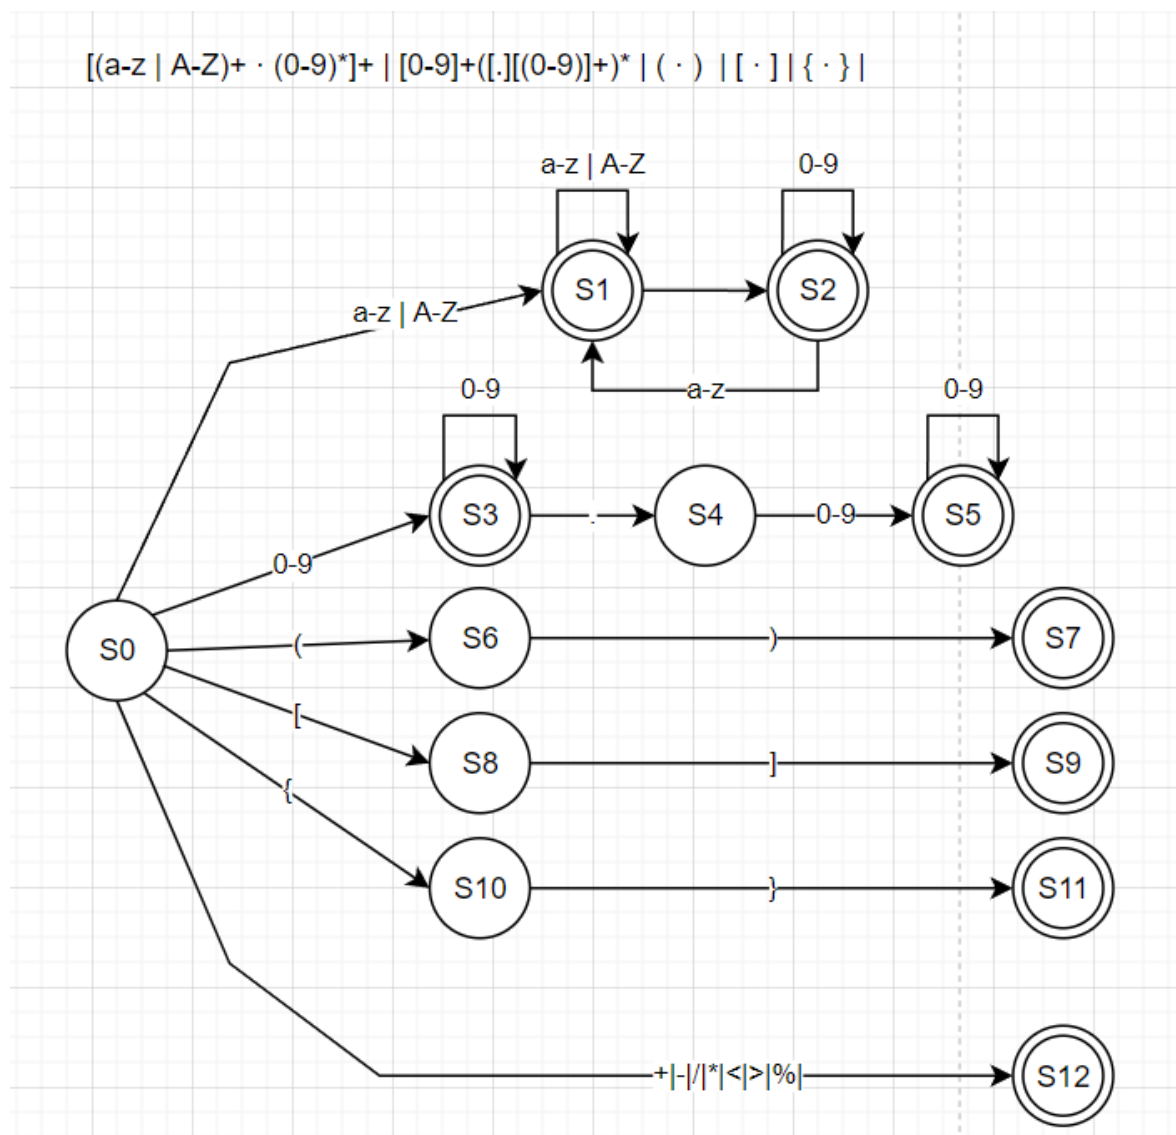 [(a-z | A-Z)+ · (0-9)*]+ | [0-9]+([.][(0-9)]+)* | ( · ) | [ · ] | { · } |
a-z | A-Z
0-9
S1
S2
a-z | A-Z
a-z
0-9
0-9
S3
.
S4
0-9
S5
0-9
S0
(
S6
)
S7
[
S8
]
S9
{
S10
}
S11
+|-|/|*|<|>|%|
S12